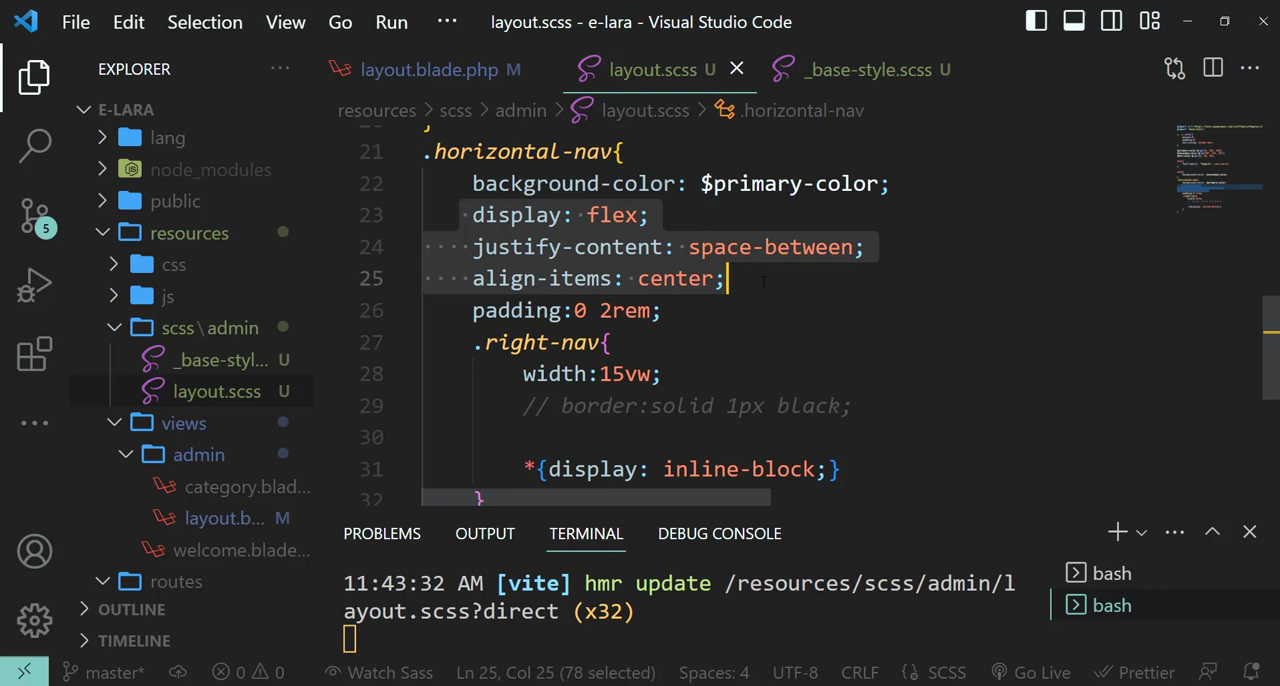 File Edit Selection View Go Run ··· layout.scss - e-lara - Visual Studio Code
EXPLORER ···
E-LARA
lang
node_modules
public
resources
css
js
scss\admin
_base-styl... U
layout.scss U
views
admin
category.blad...
layout.b... M
welcome.blade...
routes
OUTLINE
TIMELINE
5
layout.blade.php M layout.scss U _base-style.scss U
resources > scss > admin > layout.scss > .horizontal-nav
21 .horizontal-nav{
22 background-color: $primary-color;
23 display: flex;
24 justify-content: space-between;
25 align-items: center;
26 padding:0 2rem;
27 .right-nav{
28 width:15vw;
29 // border:solid 1px black;
30
31 *{display: inline-block;}
32 }
PROBLEMS OUTPUT TERMINAL DEBUG CONSOLE
11:43:32 AM [vite] hmr update /resources/scss/admin/l
ayout.scss?direct (x32)
bash
bash
master* 0 0 Watch Sass Ln 25, Col 25 (78 selected) Spaces: 4 UTF-8 CRLF {} SCSS Go Live Prettier